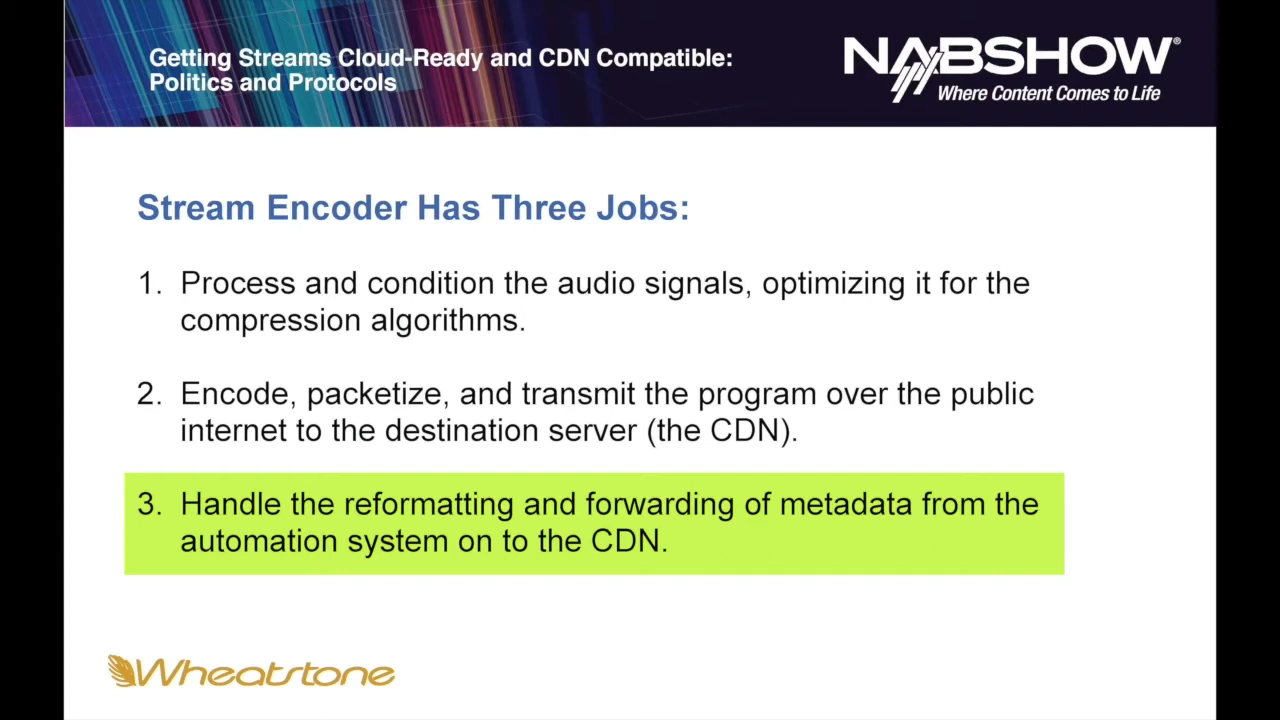 Getting Streams Cloud-Ready and CDN Compatible:
Politics and Protocols
NABSHOW®
Where Content Comes to Life
Stream Encoder Has Three Jobs:
1. Process and condition the audio signals, optimizing it for the
compression algorithms.
2. Encode, packetize, and transmit the program over the public
internet to the destination server (the CDN).
3. Handle the reformatting and forwarding of metadata from the
automation system on to the CDN.
Wheatstone